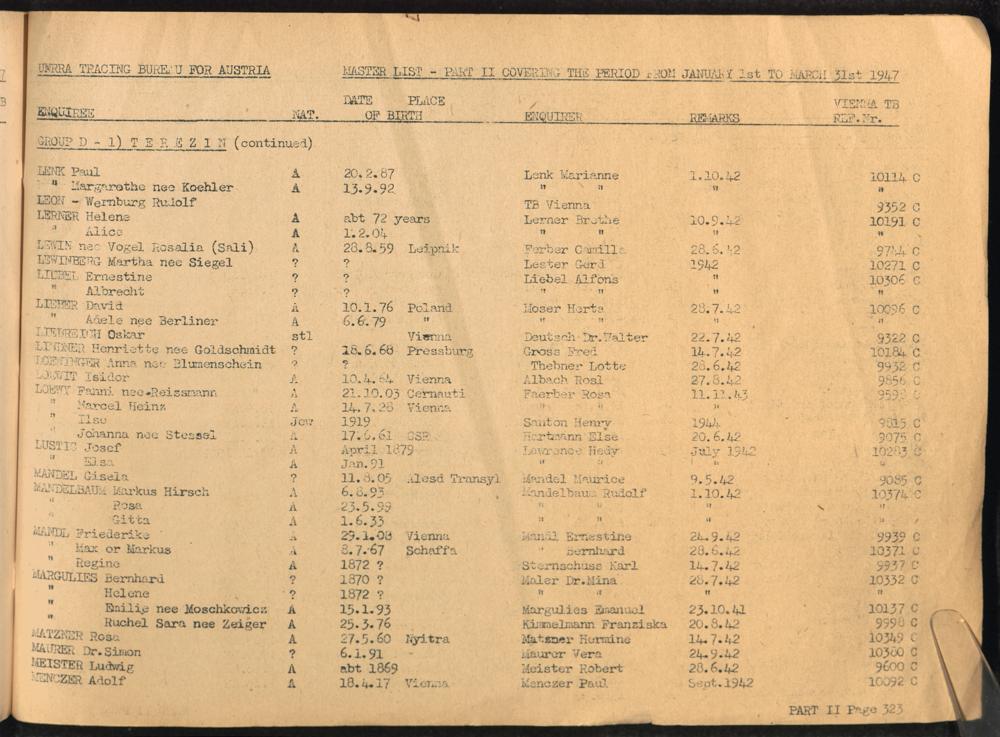 UNRRA TRACING BUREAU FOR AUSTRIA MASTER LIST - PART II COVERING THE PERIOD FROM JANUARY 1st TO MARCH 31st 1947
DATE PLACE VIENNA TB
ENQUIREE NAT. OF BIRTH ENQUIRER REMARKS REF.Nr.
GROUP D - 1) T E R E Z I N (continued)
LENK Paul A 20.2.87 Lenk Marianne 1.10.42 10114 C
" Margarethe nee Koehler A 13.9.92 " " " "
LEON - Wernburg Rudolf TB Vienna 9352 C
LERNER Helene A abt 72 years Lerner Brothe 10.9.42 10191 C
" Alice A 1.2.04 " " " "
LEWIN nee Vogel Rosalia (Sali) A 28.8.59 Leipnik Ferber Camilla 28.6.42 9744 C
LEWINBERG Martha nee Siegel ? ? Lester Gerd 1942 10271 C
LIEBEL Ernestine ? ? Liebel Alfons " 10306 C
" Albrecht ? ? " " " "
LIEBER David A 10.1.76 Poland Moser Herta 28.7.42 10096 C
" Adele nee Berliner A 6.6.79 " " " " "
LIEBREICH Oskar stl Vienna Deutsch Dr.Walter 22.7.42 9322 C
LINDNER Henriette nee Goldschmidt ? 18.6.68 Pressburg Gross Fred 14.7.42 10184 C
Anna nee Blumenschein ? ? Thebner Lotte 28.6.42 9932 C
LOEWIT Isidor A 10.4.64 Vienna Albach Rosl 27.8.42 9856 C
LOEWY Fanni nee Reizsmann A 21.10.03 Cernauti Faerber Rosa 11.11.43 C
" Marcel Heinz A 14.7.28 Vienna
" Ilse Jew 1919 Santon Henry 1944 9815 C
" Johanna nee Stessel A 17.6.61 CSR Hartmann Else 20.6.42 9075 C
LUSTIG Josef A April 1879 Lawrence Hedy July 1942 10283 C
" Elsa A Jan.91 " " " "
MANDEL Gisela ? 11.8.05 Alesd Transyl Mandel Maurice 9.5.42 9085 C
MANDELBAUM Markus Hirsch A 6.8.93 Mandelbaum Rudolf 1.10.42 10374 C
" Rosa A 23.5.99 " " " "
" Gitta A 1.6.33 " " " "
MANDL Friederike A 29.1.08 Vienna Mandl Ernestine 24.9.42 9939 C
" Max or Markus A 8.7.67 Schaffa " Bernhard 28.6.42 10371 C
" Regine A 1872 ? Sternschuss Karl 14.7.42 9937 C
MARGULIES Bernhard ? 1870 ? Maler Dr.Mina 28.7.42 10332 C
" Helene ? 1872 ? " " " "
" Emilie nee Moschkowicz A 15.1.93 Margulies Emanuel 23.10.41 10137 C
" Ruchel Sara nee Zeiger A 25.3.76 Kimmelmann Franziska 20.8.42 9998 C
MATZNER Rosa A 27.5.60 Nyitra Matzner Hermine 14.7.42 10349 C
MAURER Dr.Simon ? 6.1.91 Maurer Vera 24.9.42 10380 C
MEISTER Ludwig A abt 1869 Meister Robert 28.6.42 9600 C
MENCZER Adolf A 18.4.17 Vienna Menczer Paul Sept.1942 10092 C
PART II Page 323